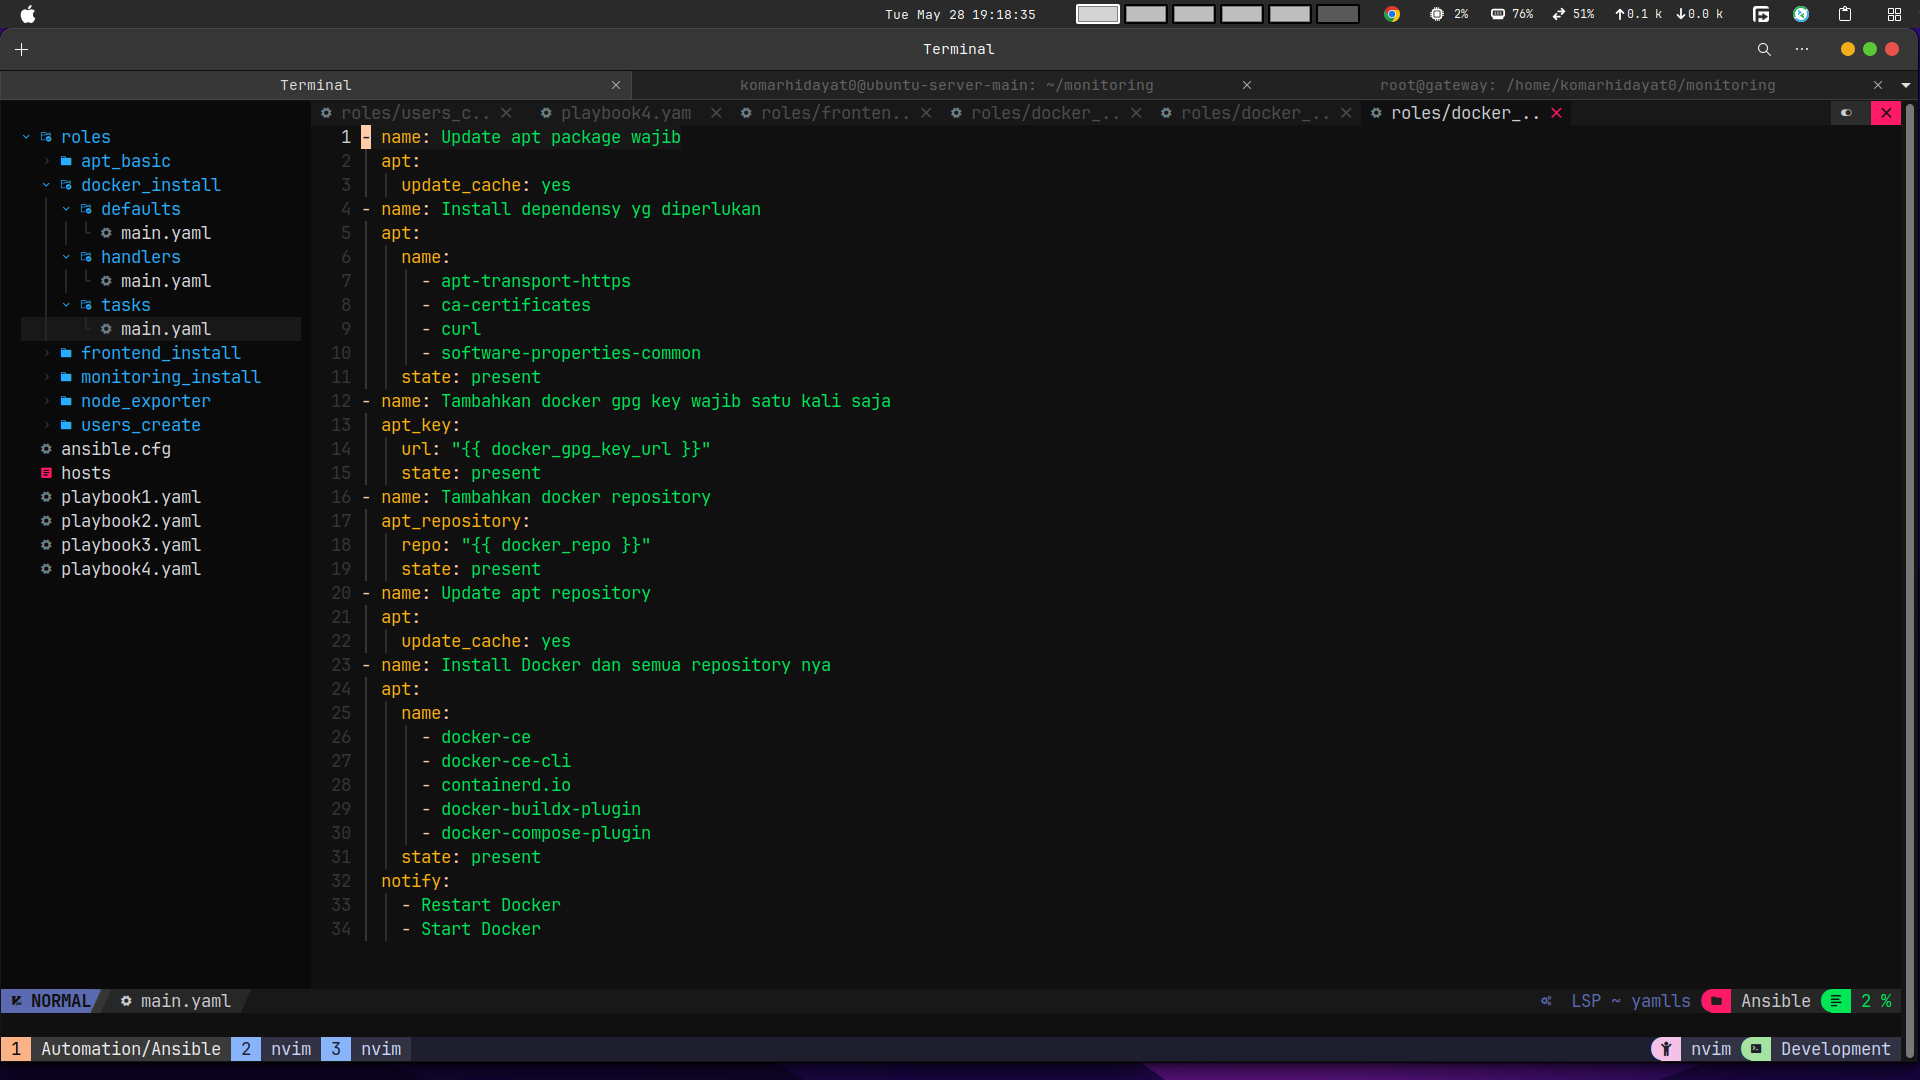 Tue May 28 19:18:35
2%
76%
51%
↑0.1 k
↓0.0 k
Terminal
Terminal
komarhidayat0@ubuntu-server-main: ~/monitoring
root@gateway: /home/komarhidayat0/monitoring
roles/users_c..
playbook4.yam
roles/fronten..
roles/docker_..
roles/docker_..
roles/docker_..
roles
apt_basic
docker_install
defaults
main.yaml
handlers
main.yaml
tasks
main.yaml
frontend_install
monitoring_install
node_exporter
users_create
ansible.cfg
hosts
playbook1.yaml
playbook2.yaml
playbook3.yaml
playbook4.yaml
1 - name: Update apt package wajib
2 apt:
3 update_cache: yes
4 - name: Install dependensy yg diperlukan
5 apt:
6 name:
7 - apt-transport-https
8 - ca-certificates
9 - curl
10 - software-properties-common
11 state: present
12 - name: Tambahkan docker gpg key wajib satu kali saja
13 apt_key:
14 url: "{{ docker_gpg_key_url }}"
15 state: present
16 - name: Tambahkan docker repository
17 apt_repository:
18 repo: "{{ docker_repo }}"
19 state: present
20 - name: Update apt repository
21 apt:
22 update_cache: yes
23 - name: Install Docker dan semua repository nya
24 apt:
25 name:
26 - docker-ce
27 - docker-ce-cli
28 - containerd.io
29 - docker-buildx-plugin
30 - docker-compose-plugin
31 state: present
32 notify:
33 - Restart Docker
34 - Start Docker
NORMAL main.yaml
LSP ~ yamlls Ansible 2 %
1 Automation/Ansible 2 nvim 3 nvim
nvim Development